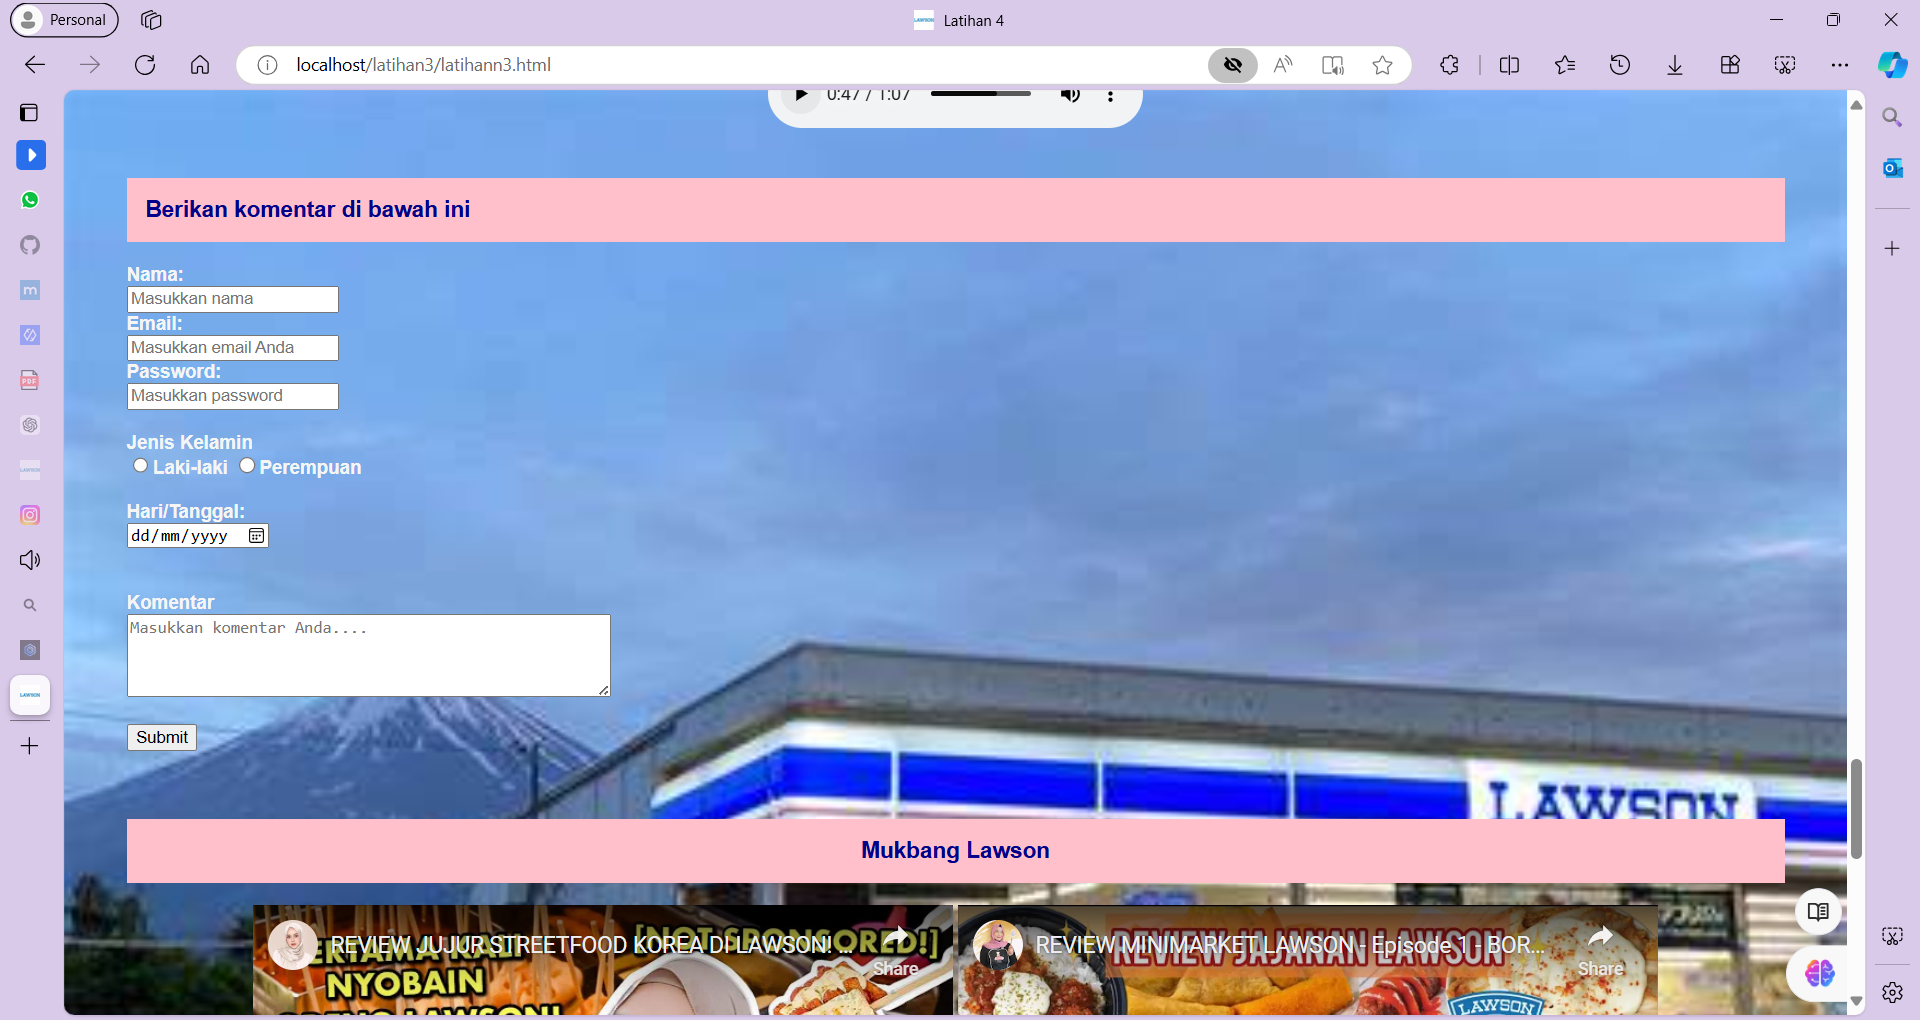 Personal
Latihan 4
localhost/latihan3/latihann3.html
0:47 / 1:07
Berikan komentar di bawah ini
Nama:
Masukkan nama
Email:
Masukkan email Anda
Password:
Masukkan password
Jenis Kelamin
Laki-laki Perempuan
Hari/Tanggal:
dd/mm/yyyy
Komentar
Masukkan komentar Anda....
Submit
LAWSON
Mukbang Lawson
REVIEW JUJUR STREETFOOD KOREA DI LAWSON! ...
[NOT SPONSORED!]
Share
PERTAMA KALI
NYOBAIN
LAWSON!
REVIEW MINIMARKET LAWSON - Episode 1 - BOR...
REVIEW JAJANAN LAWSON
Share
LAWSON